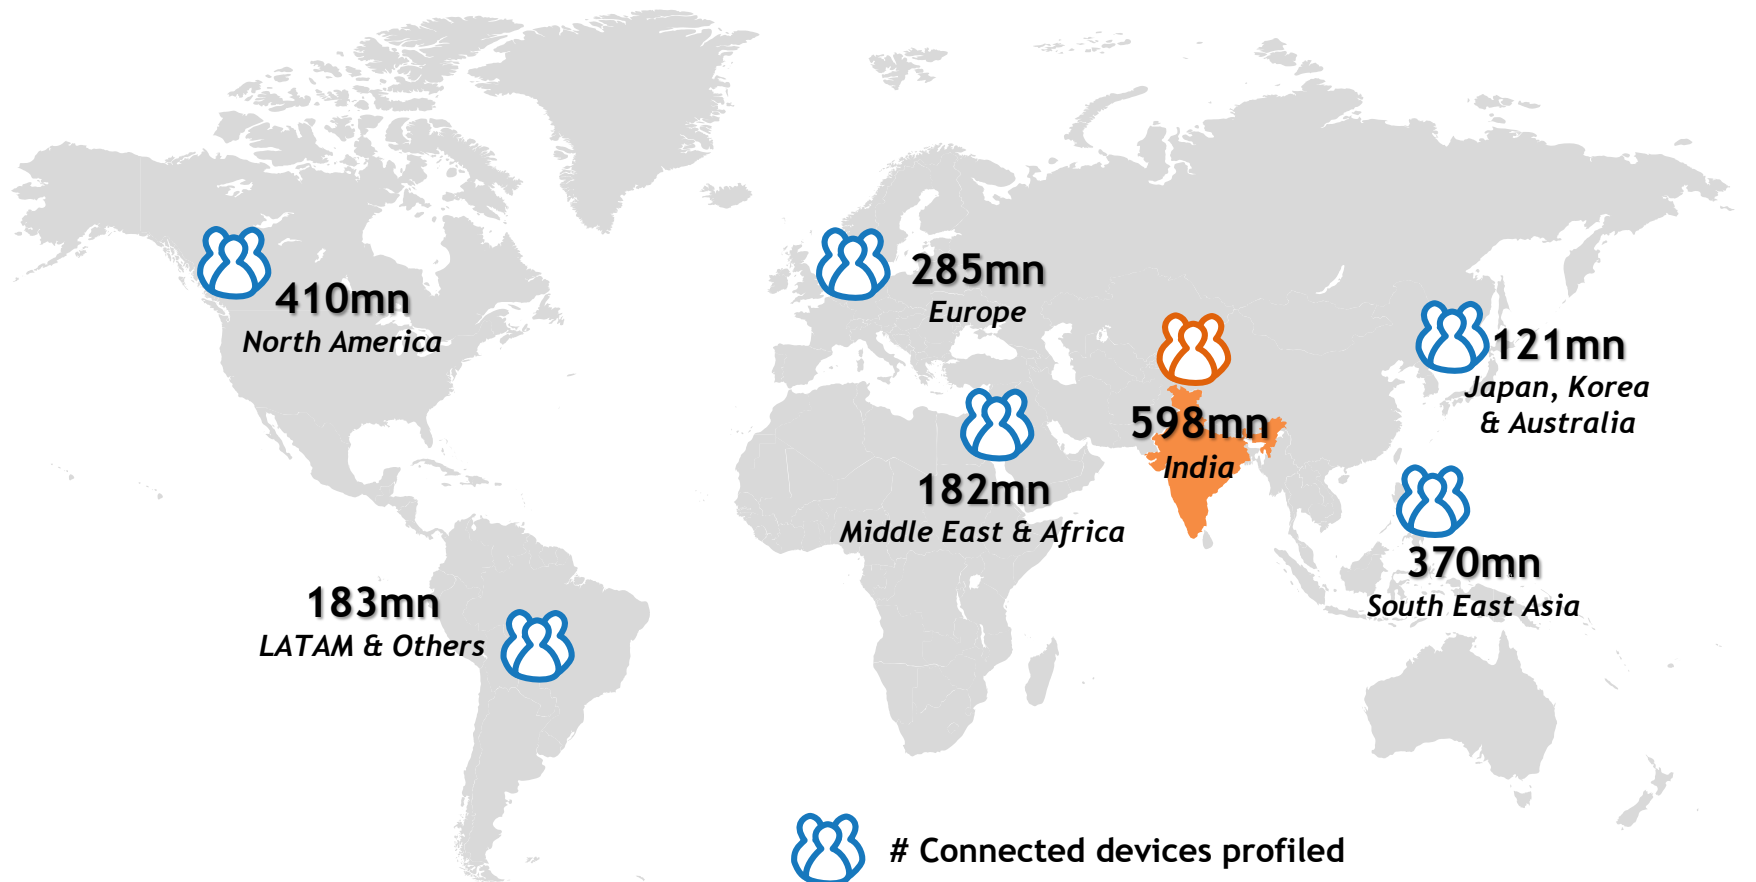 410mn
North America
285mn
Europe
121mn
Japan, Korea
& Australia
598mn
India
182mn
Middle East & Africa
370mn
South East Asia
183mn
LATAM & Others
# Connected devices profiled